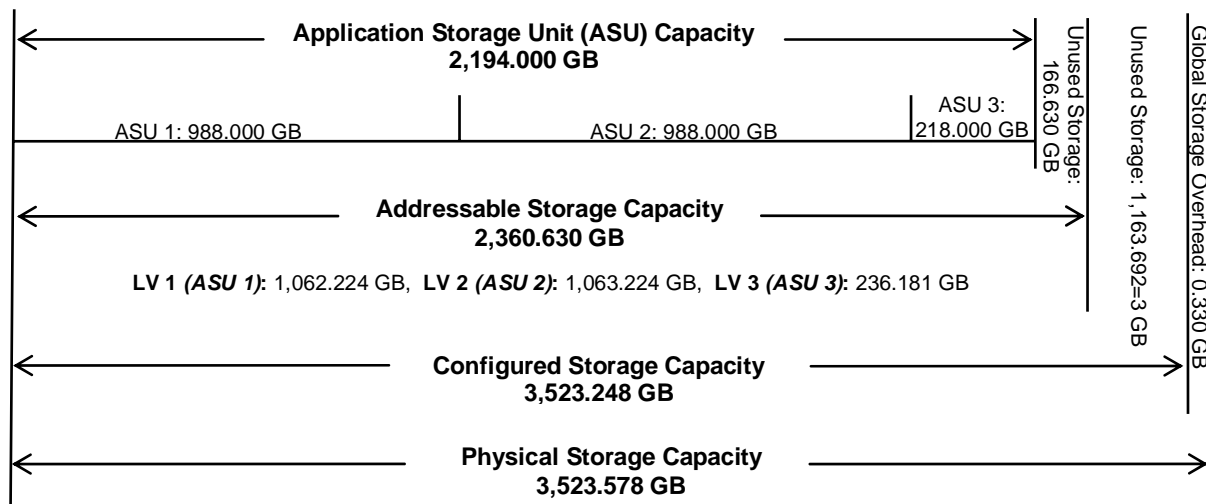 Application Storage Unit (ASU) Capacity
2,194.000 GB
ASU 1: 988.000 GB
ASU 2: 988.000 GB
ASU 3:
218.000 GB
Unused Storage:
166.630 GB
Unused Storage: 1,163.692=3 GB
Global Storage Overhead: 0.330 GB
Addressable Storage Capacity
2,360.630 GB
LV 1 (ASU 1): 1,062.224 GB, LV 2 (ASU 2): 1,063.224 GB, LV 3 (ASU 3): 236.181 GB
Configured Storage Capacity
3,523.248 GB
Physical Storage Capacity
3,523.578 GB